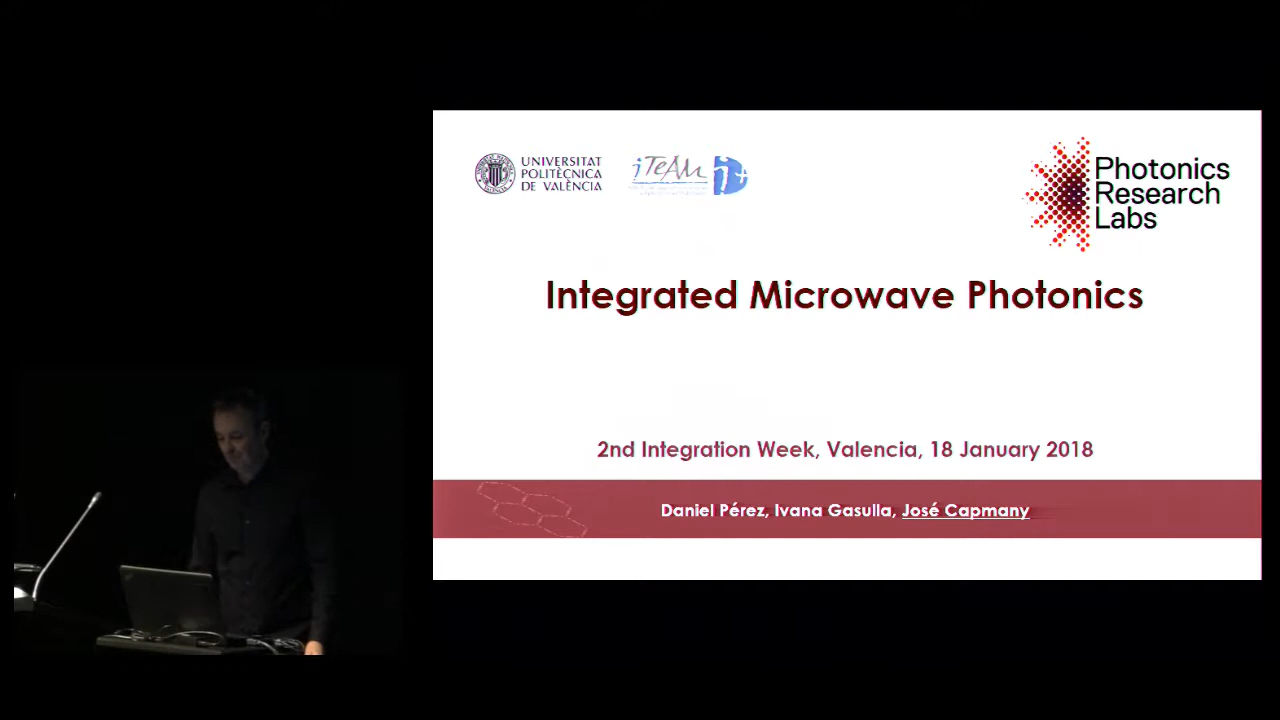 UNIVERSITAT
POLITÈCNICA
DE VALÈNCIA
iTEAM
i+
Photonics
Research
Labs
Integrated Microwave Photonics
2nd Integration Week, Valencia, 18 January 2018
Daniel Pérez, Ivana Gasulla, José Capmany